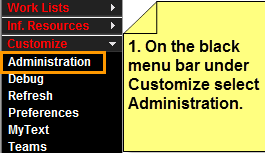 Work Lists
Inf. Resources
Customize
Administration
Debug
Refresh
Preferences
MyText
Teams
1. On the black
menu bar under
Customize select
Administration.